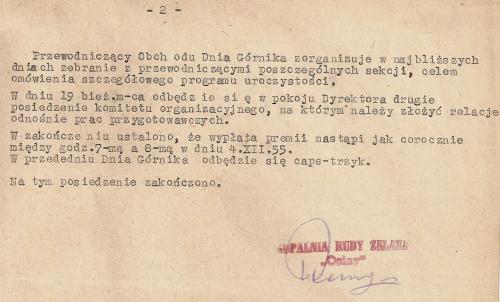 - 2 -
Przewodniczący Obch odu Dnia Górnika zorganizuje w najbliższych
dniach zebranie z przewodniczącymi poszczególnych sekcji, celem
omówienia szczegółowego programu uroczystości.
W dniu 19 bież.m-ca odbędz ie si ę w pokoju Dyrektora drugie
posiedzenie komitetu organizacyjnego, na którym należy złożyć relacje
odnośnie prac przygotowawczych.
W zakończe niu ustalono, że wypłata premii nastąpi jak corocznie
między godz.7-mą a 8-mą w dniu 4.XII.55.
W przededniu Dnia Górnika odbędzie się caps-trzyk.
Na tym posiedzenie zakończono.
OPALNIA RUDY ŻELAZA
„Osiny"